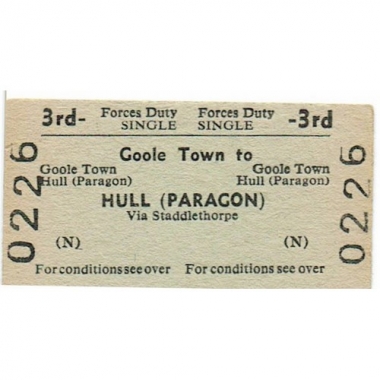 3rd- Forces Duty Forces Duty -3rd
SINGLE SINGLE
Goole Town to
Goole Town Goole Town
Hull (Paragon) Hull (Paragon)
HULL (PARAGON)
Via Staddlethorpe
(N) (N)
For conditions see over For conditions see over
0226
0226